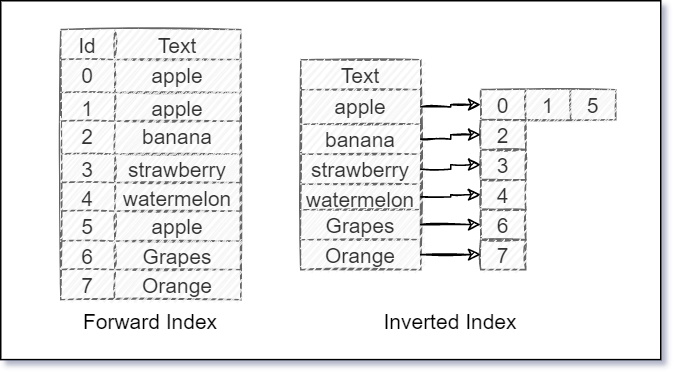 Id Text
0 apple
1 apple
2 banana
3 strawberry
4 watermelon
5 apple
6 Grapes
7 Orange
Forward Index
Text
apple 0 1 5
banana 2
strawberry 3
watermelon 4
Grapes 6
Orange 7
Inverted Index